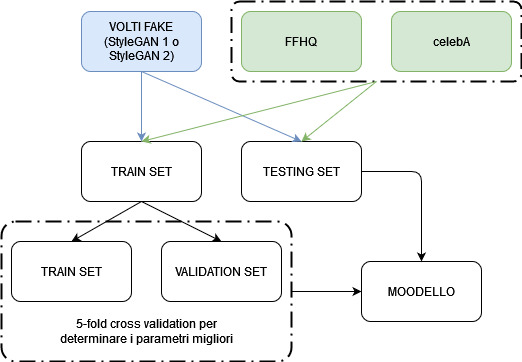 VOLTI FAKE
(StyleGAN 1 o
StyleGAN 2)
FFHQ
celebA
TRAIN SET
TESTING SET
TRAIN SET
VALIDATION SET
MOODELLO
5-fold cross validation per
determinare i parametri migliori